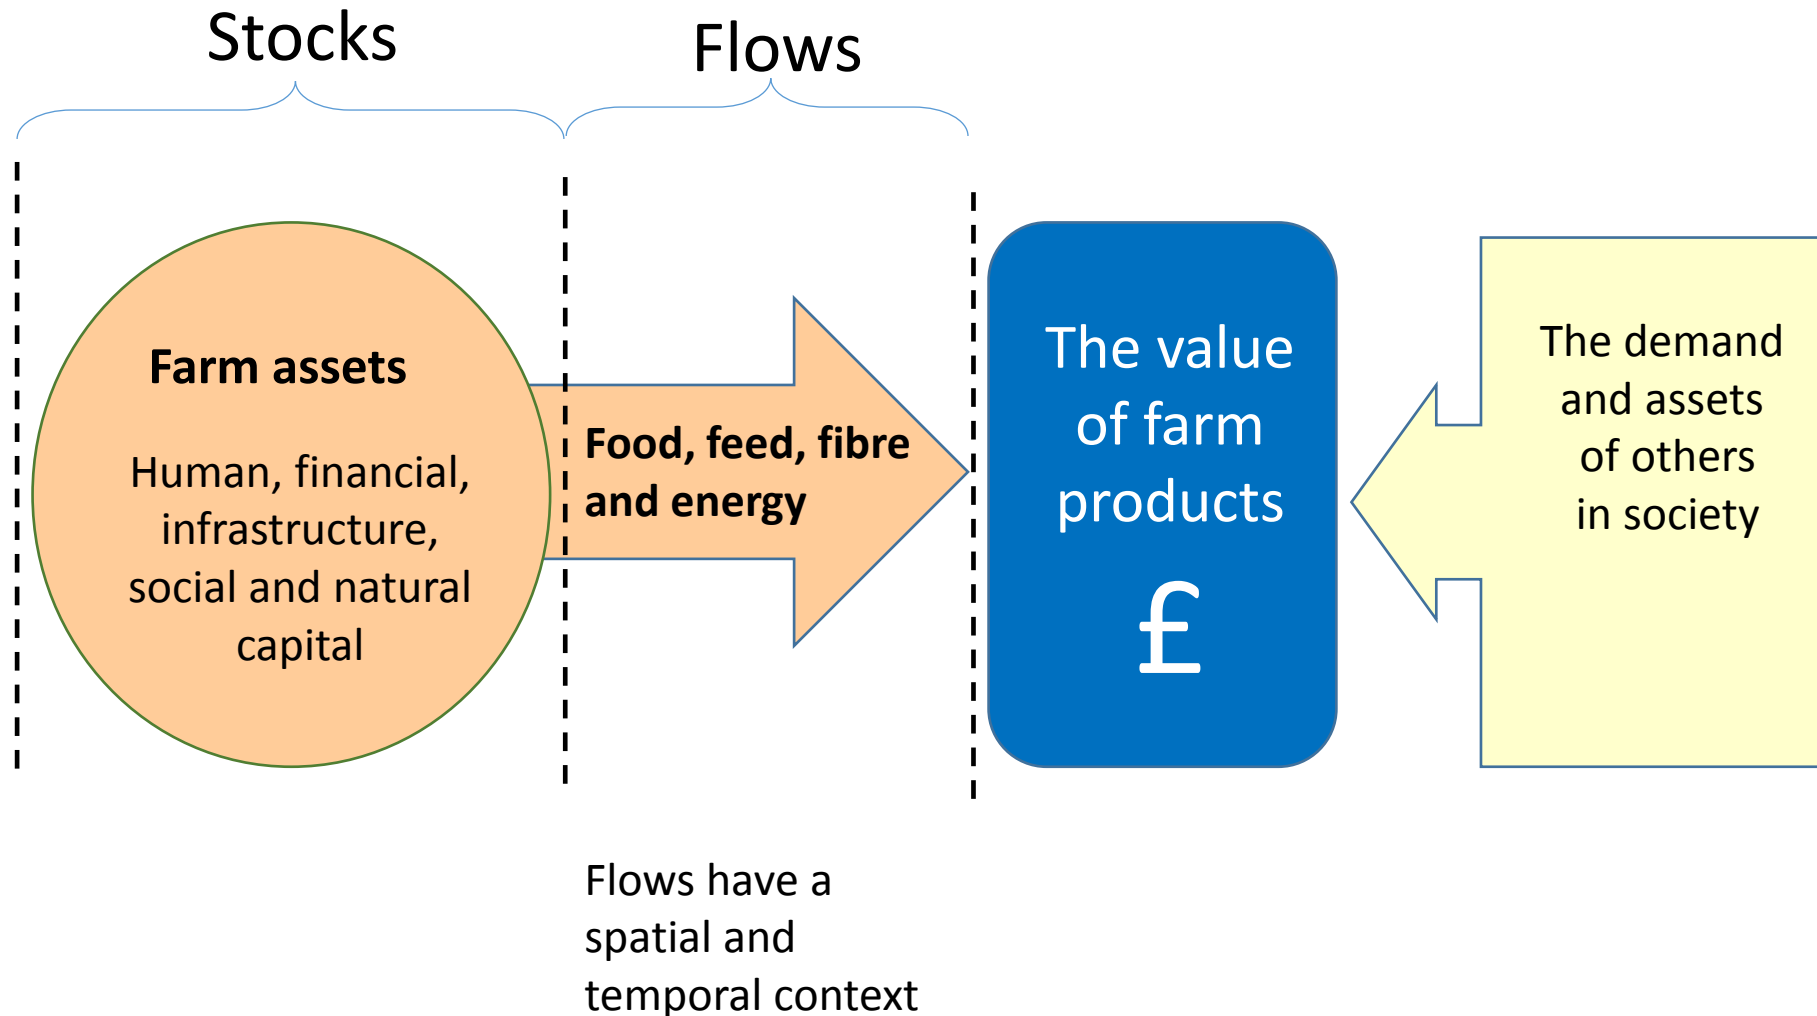 Stocks
Flows
Farm assets
Human, financial,
infrastructure,
social and natural
capital
Food, feed, fibre
and energy
The value
of farm
products
£
The demand
and assets
of others
in society
Flows have a
spatial and
temporal context